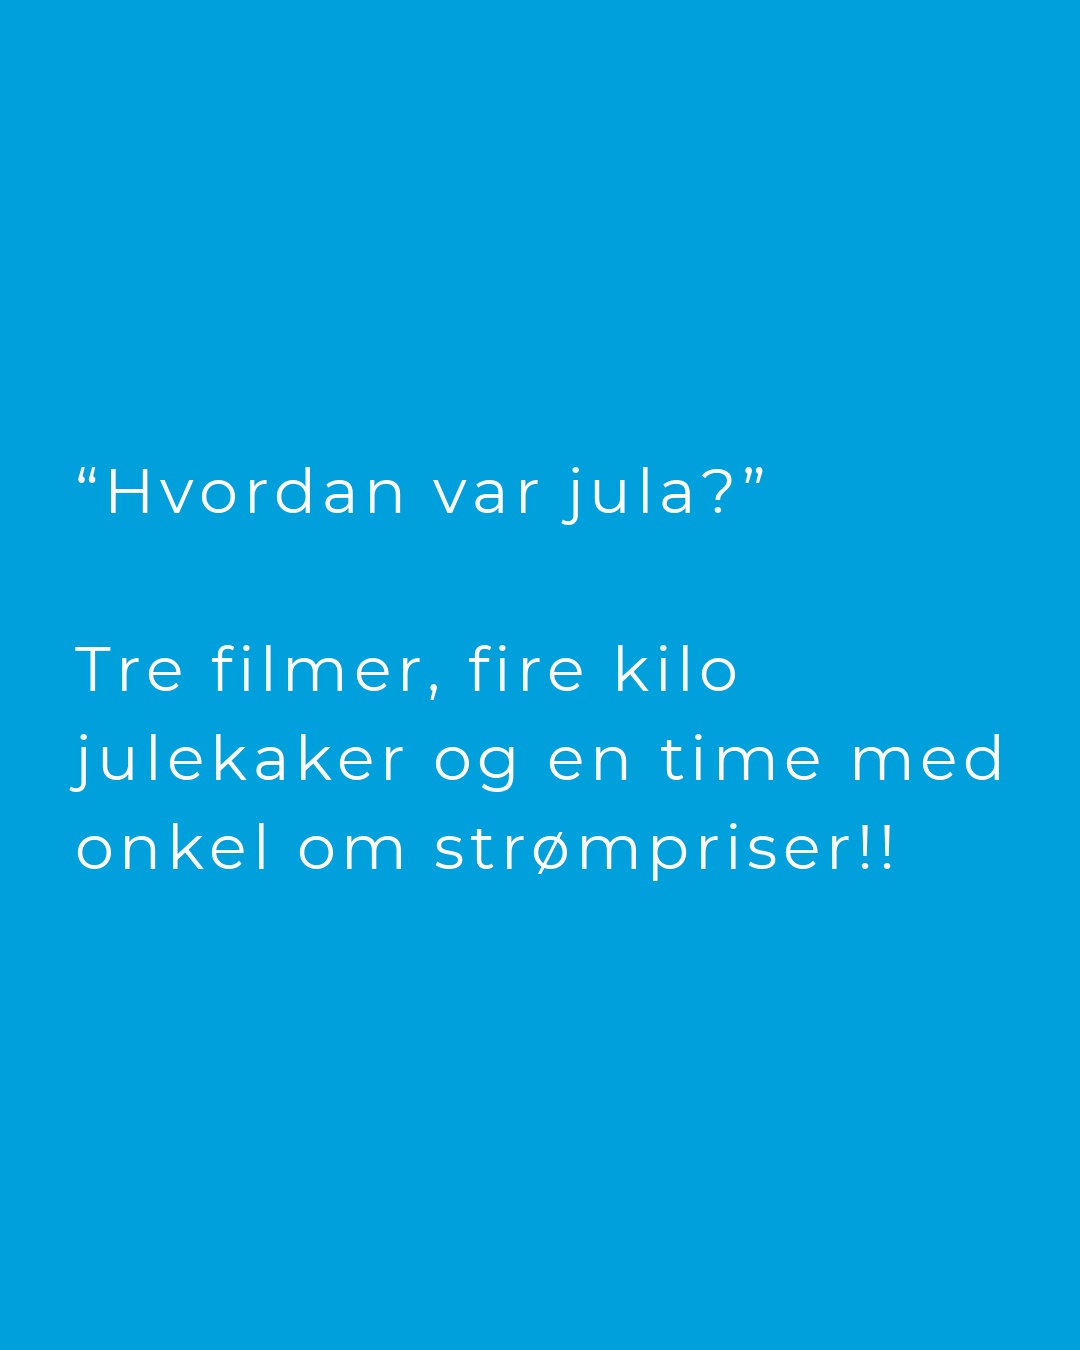 “Hvordan var jula?”
Tre filmer, fire kilo
julekaker og en time med
onkel om strømpriser!!